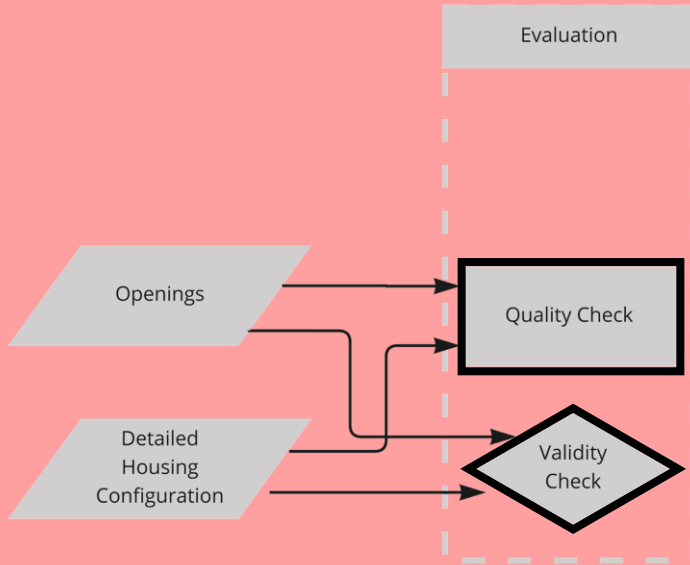 Evaluation
Openings
Quality Check
Detailed
Housing
Configuration
Validity
Check